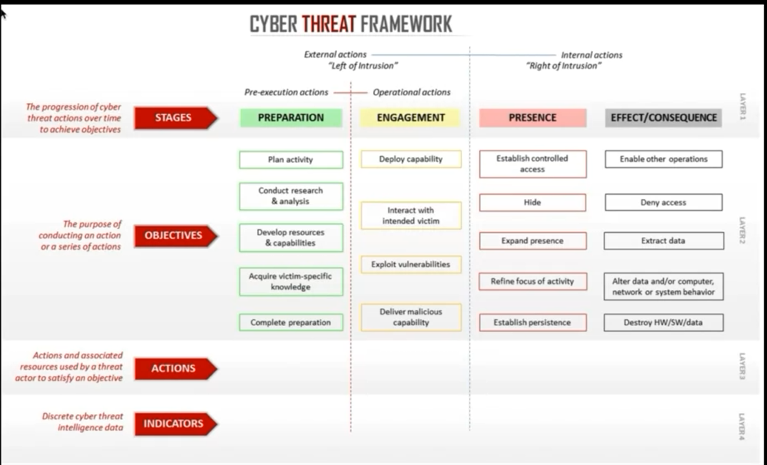 CYBER THREAT FRAMEWORK
External actions
"Left of Intrusion"
Internal actions
"Right of Intrusion"
Pre-execution actions
Operational actions
The progression of cyber
threat actions over time
to achieve objectives
STAGES
PREPARATION
ENGAGEMENT
PRESENCE
EFFECT/CONSEQUENCE
LAYER 1
The purpose of
conducting an action
or a series of actions
OBJECTIVES
Plan activity
Conduct research
& analysis
Develop resources
& capabilities
Acquire victim-specific
knowledge
Complete preparation
Deploy capability
Interact with
intended victim
Exploit vulnerabilities
Deliver malicious
capability
Establish controlled
access
Hide
Expand presence
Refine focus of activity
Establish persistence
Enable other operations
Deny access
Extract data
Alter data and/or computer,
network or system behavior
Destroy HW/SW/data
LAYER 2
Actions and associated
resources used by a threat
actor to satisfy an objective
ACTIONS
LAYER 3
Discrete cyber threat
intelligence data
INDICATORS
LAYER 4